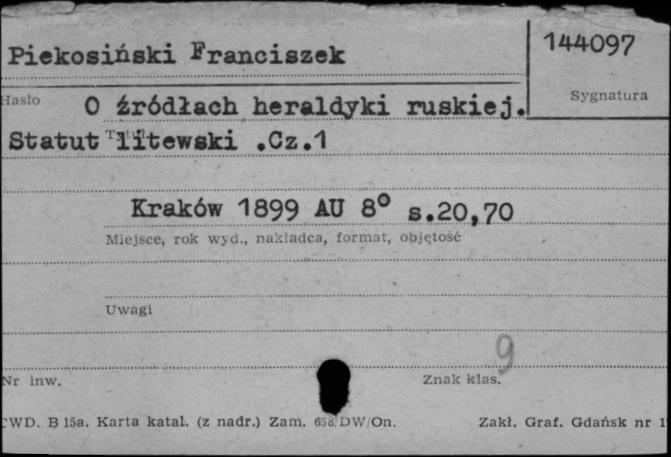 Piekosiński Franciszek
144097
Hasło
Sygnatura
O źródłach heraldyki ruskiej.
Tytuł
Statut litewski .Cz.1
Kraków 1899 AU 8° s.20,70
Miejsce, rok wyd., nakładca, format, objętość
Uwagi
9
Nr inw.
Znak klas.
CWD. B 15a. Karta katal. (z nadr.) Zam. 658/DW/On.
Zakł. Graf. Gdańsk nr 1